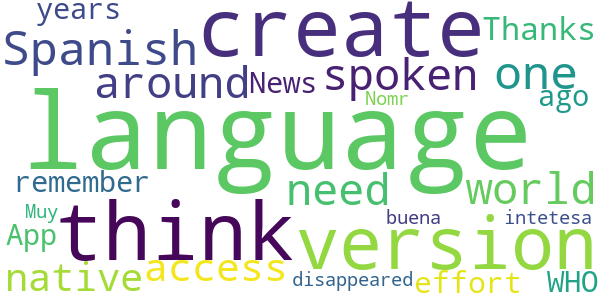 years create Thanks
Spanish spoken one
around News ago
language Nomr
remember need world
Muy think buena intetesa
App version
native access disappeared effort WHO